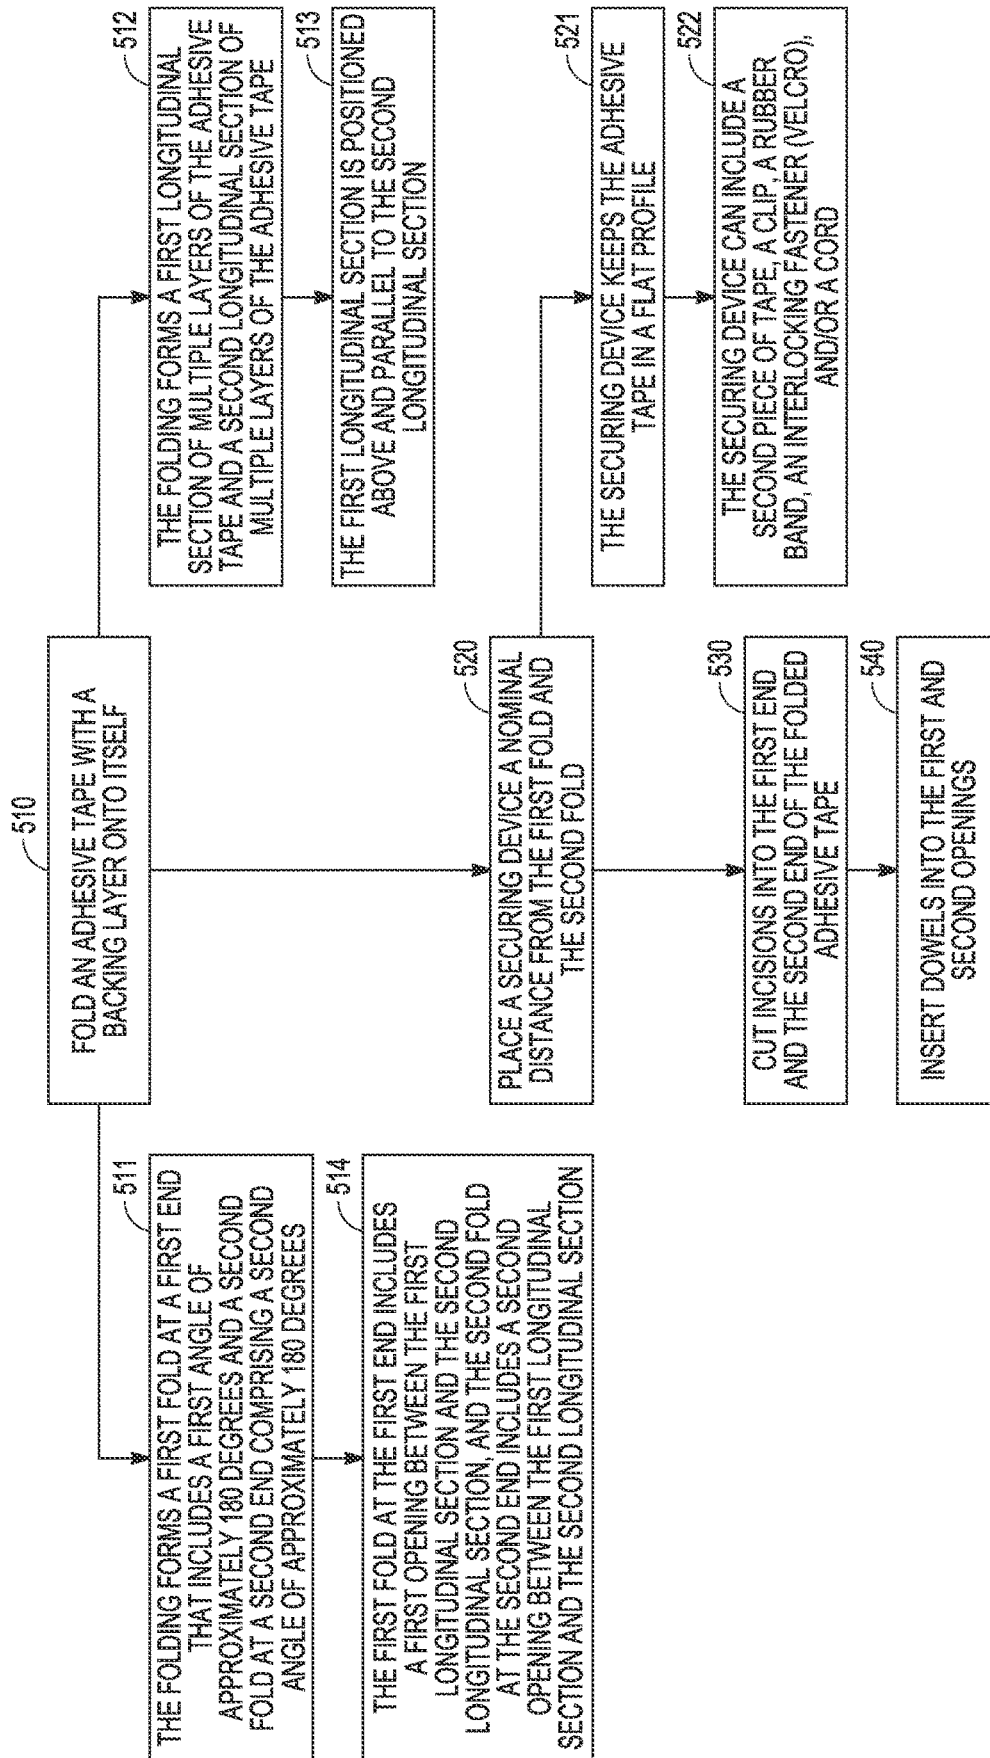 510
FOLD AN ADHESIVE TAPE WITH A
BACKING LAYER ONTO ITSELF
511
THE FOLDING FORMS A FIRST FOLD AT A FIRST END
THAT INCLUDES A FIRST ANGLE OF
APPROXIMATELY 180 DEGREES AND A SECOND
FOLD AT A SECOND END COMPRISING A SECOND
ANGLE OF APPROXIMATELY 180 DEGREES
514
THE FIRST FOLD AT THE FIRST END INCLUDES
A FIRST OPENING BETWEEN THE FIRST
LONGITUDINAL SECTION AND THE SECOND
LONGITUDINAL SECTION, AND THE SECOND FOLD
AT THE SECOND END INCLUDES A SECOND
OPENING BETWEEN THE FIRST LONGITUDINAL
SECTION AND THE SECOND LONGITUDINAL SECTION
512
THE FOLDING FORMS A FIRST LONGITUDINAL
SECTION OF MULTIPLE LAYERS OF THE ADHESIVE
TAPE AND A SECOND LONGITUDINAL SECTION OF
MULTIPLE LAYERS OF THE ADHESIVE TAPE
513
THE FIRST LONGITUDINAL SECTION IS POSITIONED
ABOVE AND PARALLEL TO THE SECOND
LONGITUDINAL SECTION
520
PLACE A SECURING DEVICE A NOMINAL
DISTANCE FROM THE FIRST FOLD AND
THE SECOND FOLD
521
THE SECURING DEVICE KEEPS THE ADHESIVE
TAPE IN A FLAT PROFILE
522
THE SECURING DEVICE CAN INCLUDE A
SECOND PIECE OF TAPE, A CLIP, A RUBBER
BAND, AN INTERLOCKING FASTENER (VELCRO),
AND/OR A CORD
530
CUT INCISIONS INTO THE FIRST END
AND THE SECOND END OF THE FOLDED
ADHESIVE TAPE
540
INSERT DOWELS INTO THE FIRST AND
SECOND OPENINGS